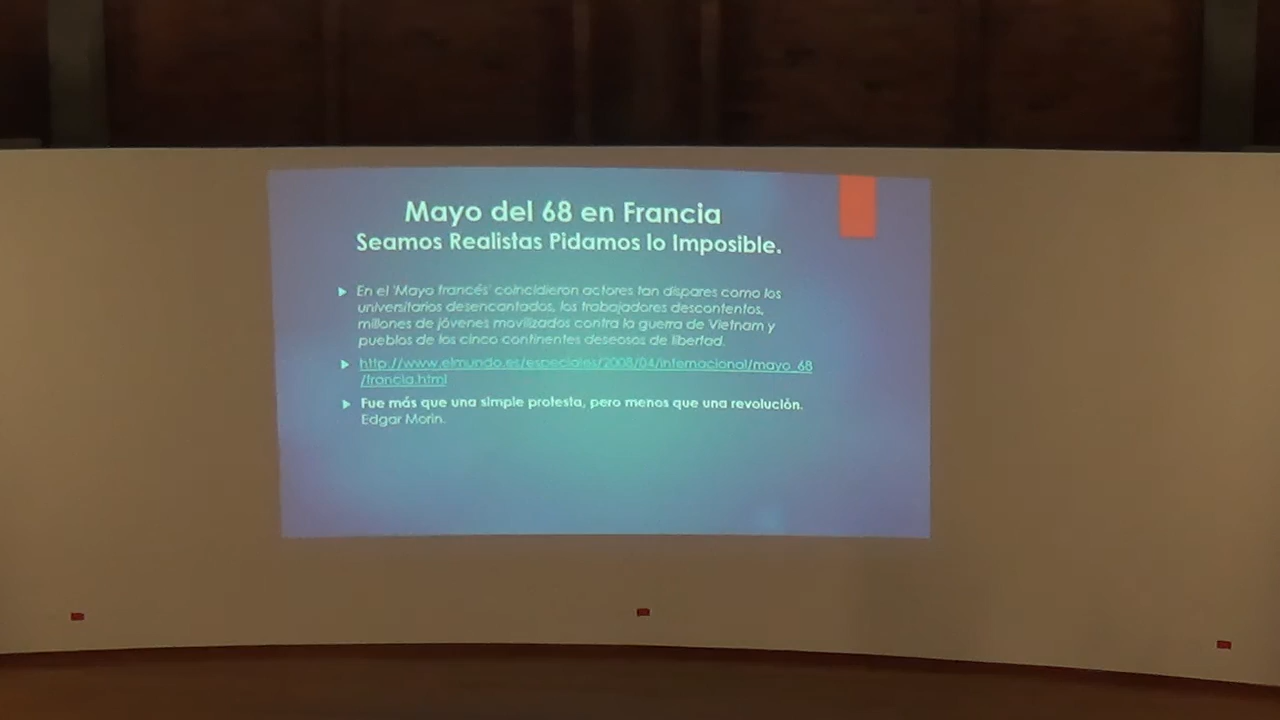 Mayo del 68 en Francia
Seamos Realistas Pidamos lo Imposible.
En el 'Mayo francés' coincidieron actores tan dispares como los
universitarios desencantados, los trabajadores descontentos,
millones de jóvenes movilizados contra la guerra de Vietnam y
pueblos de los cinco continentes deseosos de libertad.
http://www.elmundo.es/especiales/2008/04/internacional/mayo_68
/francia.html
Fue más que una simple protesta, pero menos que una revolución.
Edgar Morin.